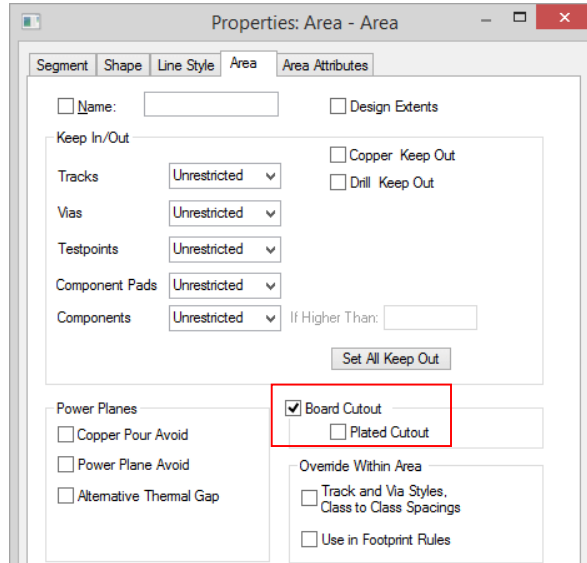 Properties: Area - Area
Segment Shape Line Style Area Area Attributes
Name:
Design Extents
Keep In/Out
Copper Keep Out
Tracks Unrestricted
Drill Keep Out
Vias Unrestricted
Testpoints Unrestricted
Component Pads Unrestricted
Components Unrestricted If Higher Than:
Set All Keep Out
Power Planes
Board Cutout
Copper Pour Avoid
Plated Cutout
Power Plane Avoid
Override Within Area
Alternative Thermal Gap
Track and Via Styles,
Class to Class Spacings
Use in Footprint Rules